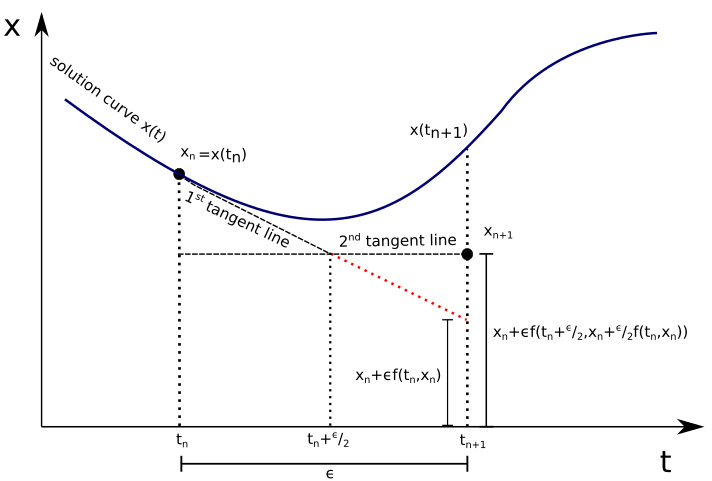 x
solution curve x(t)
xₙ=x(tₙ)
x(tₙ₊₁)
1ˢᵗ tangent line
2ⁿᵈ tangent line
xₙ₊₁
xₙ+ϵf(tₙ+ᵋ/₂,xₙ+ᵋ/₂f(tₙ,xₙ))
xₙ+ϵf(tₙ,xₙ)
tₙ
tₙ+ᵋ/₂
tₙ₊₁
t
ϵ